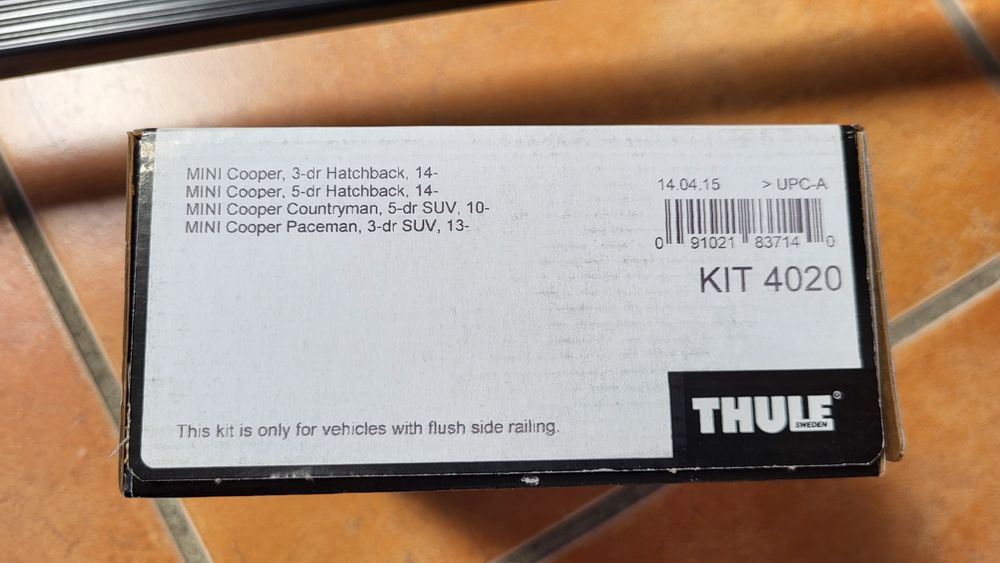 MINI Cooper, 3-dr Hatchback, 14-
MINI Cooper, 5-dr Hatchback, 14-
MINI Cooper Countryman, 5-dr SUV, 10-
MINI Cooper Paceman, 3-dr SUV, 13-
14.04.15 > UPC-A
0 91021 83714 0
KIT 4020
This kit is only for vehicles with flush side railing.
THULE®
SWEDEN